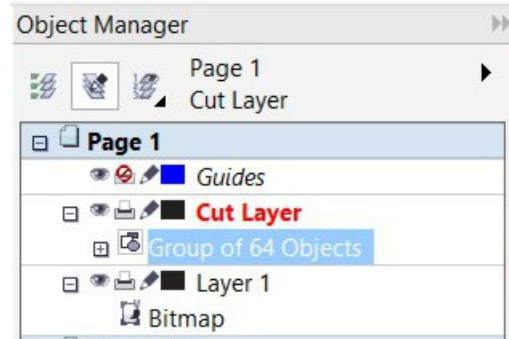 Object Manager
Page 1
Cut Layer
Page 1
Guides
Cut Layer
Group of 64 Objects
Layer 1
Bitmap